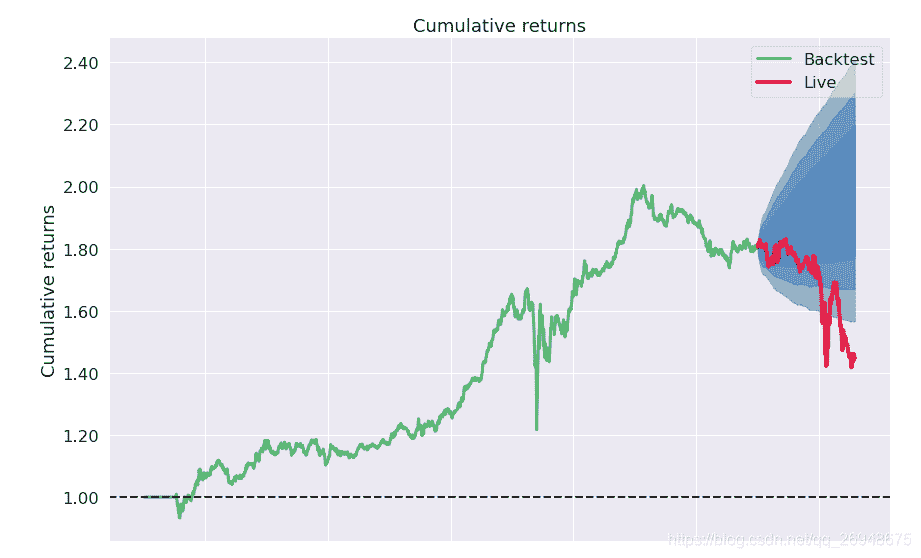 Cumulative returns
Backtest
Live
Cumulative returns
2.40
2.20
2.00
1.80
1.60
1.40
1.20
1.00
https://blog.csdn.net/qq_26948675